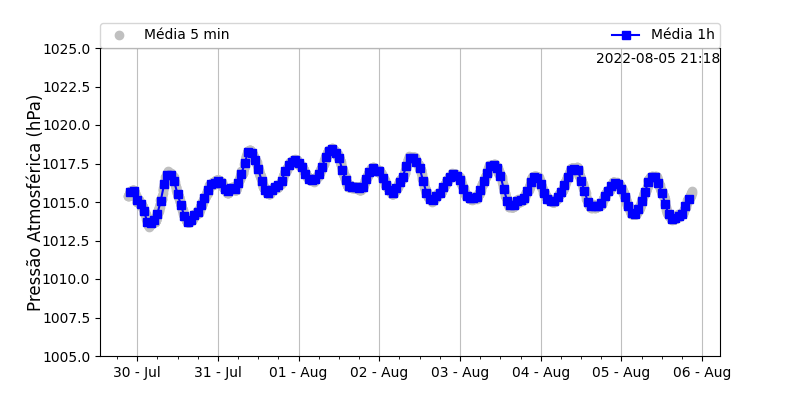 Média 5 min
Média 1h
2022-08-05 21:18
Pressão Atmosférica (hPa)
1025.0
1022.5
1020.0
1017.5
1015.0
1012.5
1010.0
1007.5
1005.0
30 - Jul
31 - Jul
01 - Aug
02 - Aug
03 - Aug
04 - Aug
05 - Aug
06 - Aug